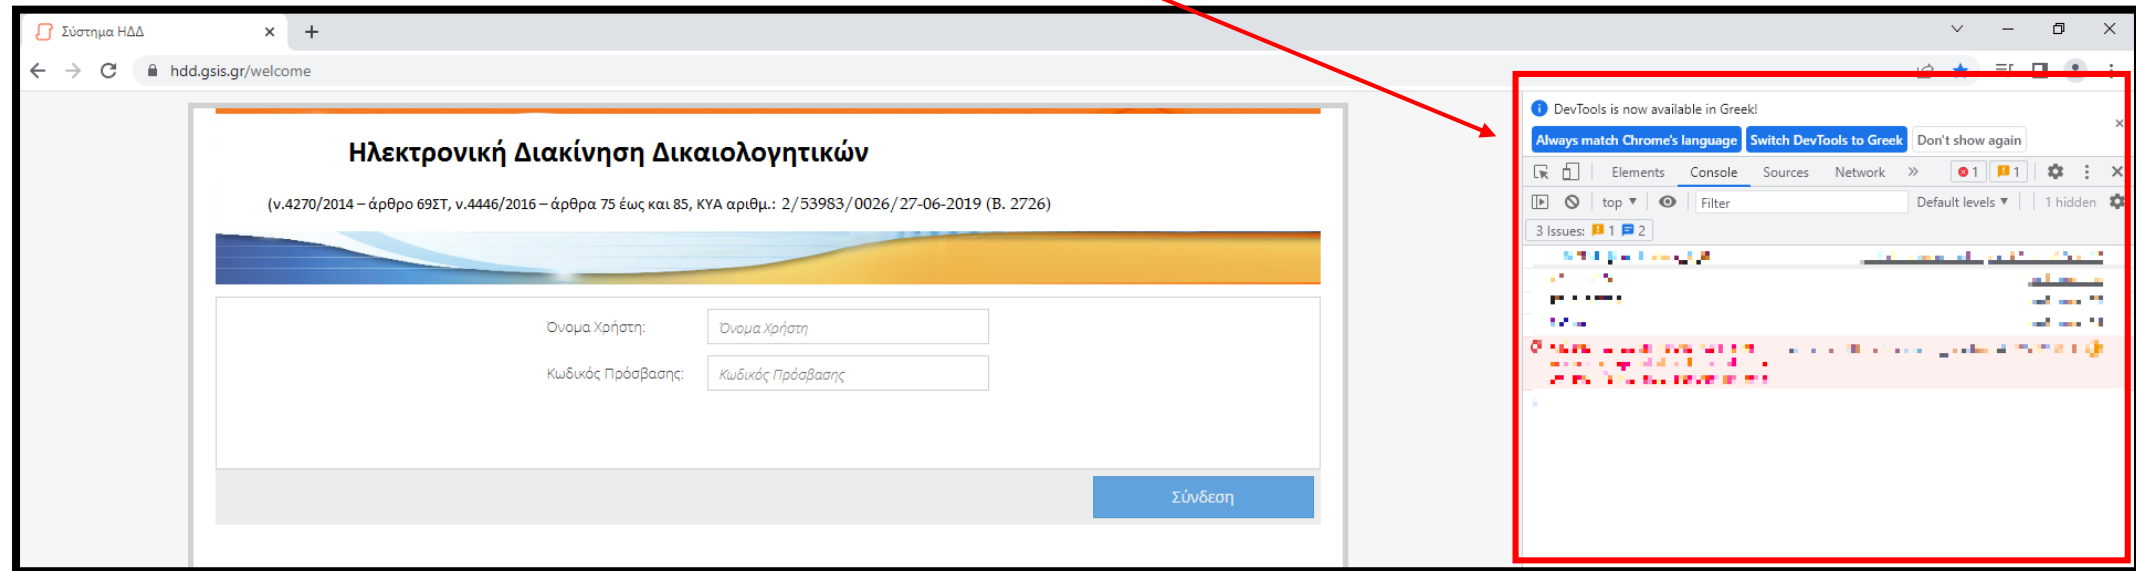 Σύστημα ΗΔΔ
hdd.gsis.gr/welcome
Ηλεκτρονική Διακίνηση Δικαιολογητικών
(ν.4270/2014 – άρθρο 69ΣΤ, ν.4446/2016 – άρθρα 75 έως και 85, ΚΥΑ αριθμ.: 2/53983/0026/27-06-2019 (Β. 2726)
Όνομα Χρήστη: Όνομα Χρήστη
Κωδικός Πρόσβασης: Κωδικός Πρόσβασης
Σύνδεση
DevTools is now available in Greek!
Always match Chrome's language Switch DevTools to Greek Don't show again
Elements Console Sources Network » 1 1
top Filter Default levels 1 hidden
3 Issues: 1 2